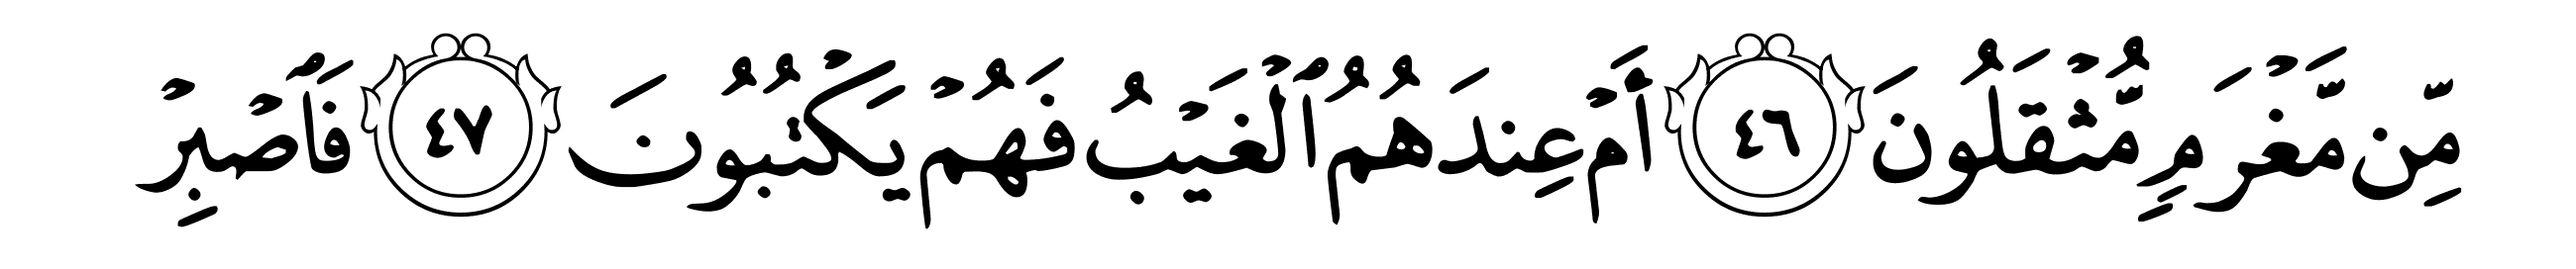 مِّن مَّغْرَمٍ مُّثْقَلُونَ ٤٦ أَمْ عِندَهُمُ ٱلْغَيْبُ فَهُمْ يَكْتُبُونَ ٤٧ فَٱصْبِرْ